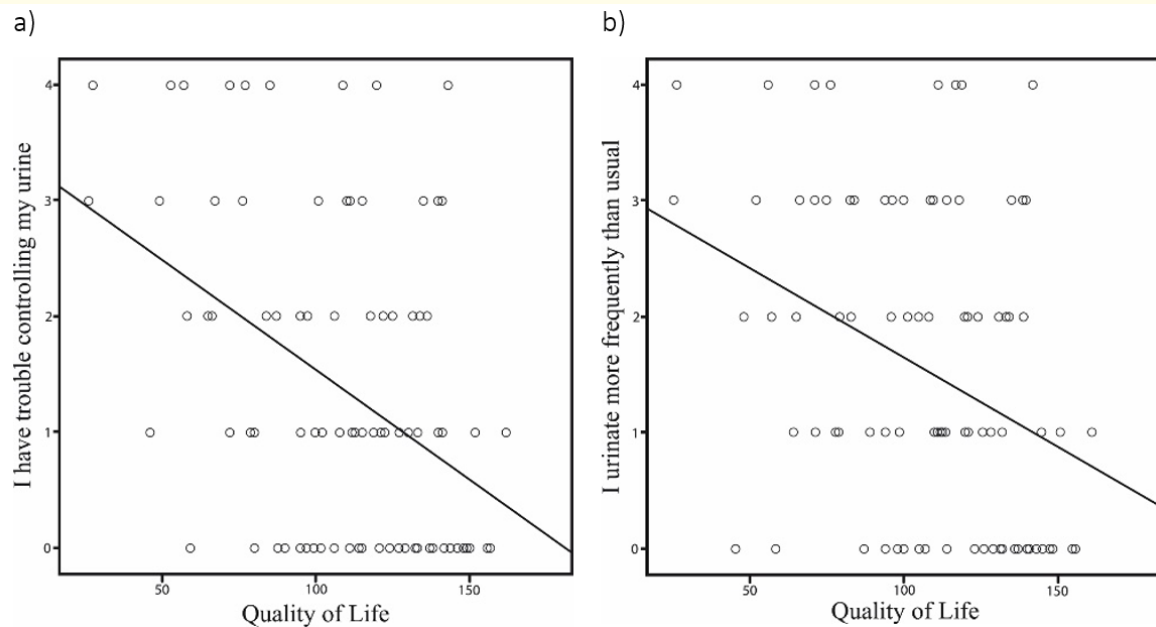 a)
I have trouble controlling my urine
4
3
2
1
0
50 100 150
Quality of Life
b)
I urinate more frequently than usual
4
3
2
1
0
50 100 150
Quality of Life